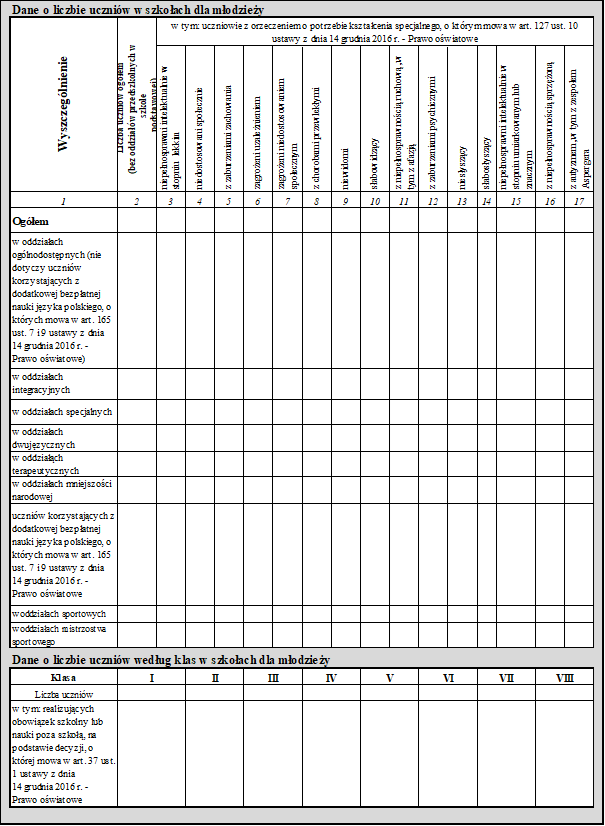 Dane o liczbie uczniów w szkołach dla młodzieży
Wyszczególnienie
Liczba uczniów ogółem
(bez oddziałów przedszkolnych w
szkole
podstawowej)
w tym: uczniowie z orzeczeniem o potrzebie kształcenia specjalnego, o którym mowa w art. 127 ust. 10
ustawy z dnia 14 grudnia 2016 r. - Prawo oświatowe
niepełnosprawni intelektualnie w
stopniu lekkim
niedostosowani społecznie
z zaburzeniami zachowania
zagrożeni uzależnieniem
zagrożeni niedostosowaniem
społecznym
z chorobami przewlekłymi
niewidomi
słabowidzący
z niepełnosprawnością ruchową, w
tym z afazją
z zaburzeniami psychicznymi
niesłyszący
słabosłyszący
niepełnosprawni intelektualnie w
stopniu umiarkowanym lub
znacznym
z niepełnosprawnością sprzężoną
z autyzmem, w tym z zespołem
Aspergera
1 2 3 4 5 6 7 8 9 10 11 12 13 14 15 16 17
Ogółem
w oddziałach
ogólnodostępnych (nie
dotyczy uczniów
korzystających z
dodatkowej bezpłatnej
nauki języka polskiego, o
których mowa w art. 165
ust. 7 i 9 ustawy z dnia
14 grudnia 2016 r. -
Prawo oświatowe)
w oddziałach
integracyjnych
w oddziałach specjalnych
w oddziałach
dwujęzycznych
w oddziałąch
terapeutycznych
w oddziałach mniejszości
narodowej
uczniów korzystających z
dodatkowej bezpłatnej
nauki języka polskiego, o
których mowa w art. 165
ust. 7 i 9 ustawy z dnia
14 grudnia 2016 r. -
Prawo oświatowe
w oddziałach sportowych
w oddziałach mistrzostwa
sportowego
Dane o liczbie uczniów według klas w szkołach dla młodzieży
Klasa I II III IV V VI VII VIII
Liczba uczniów
w tym: realizujących
obowiązek szkolny lub
nauki poza szkołą, na
podstawie decyzji, o
której mowa w art. 37 ust.
1 ustawy z dnia
14 grudnia 2016 r. -
Prawo oświatowe